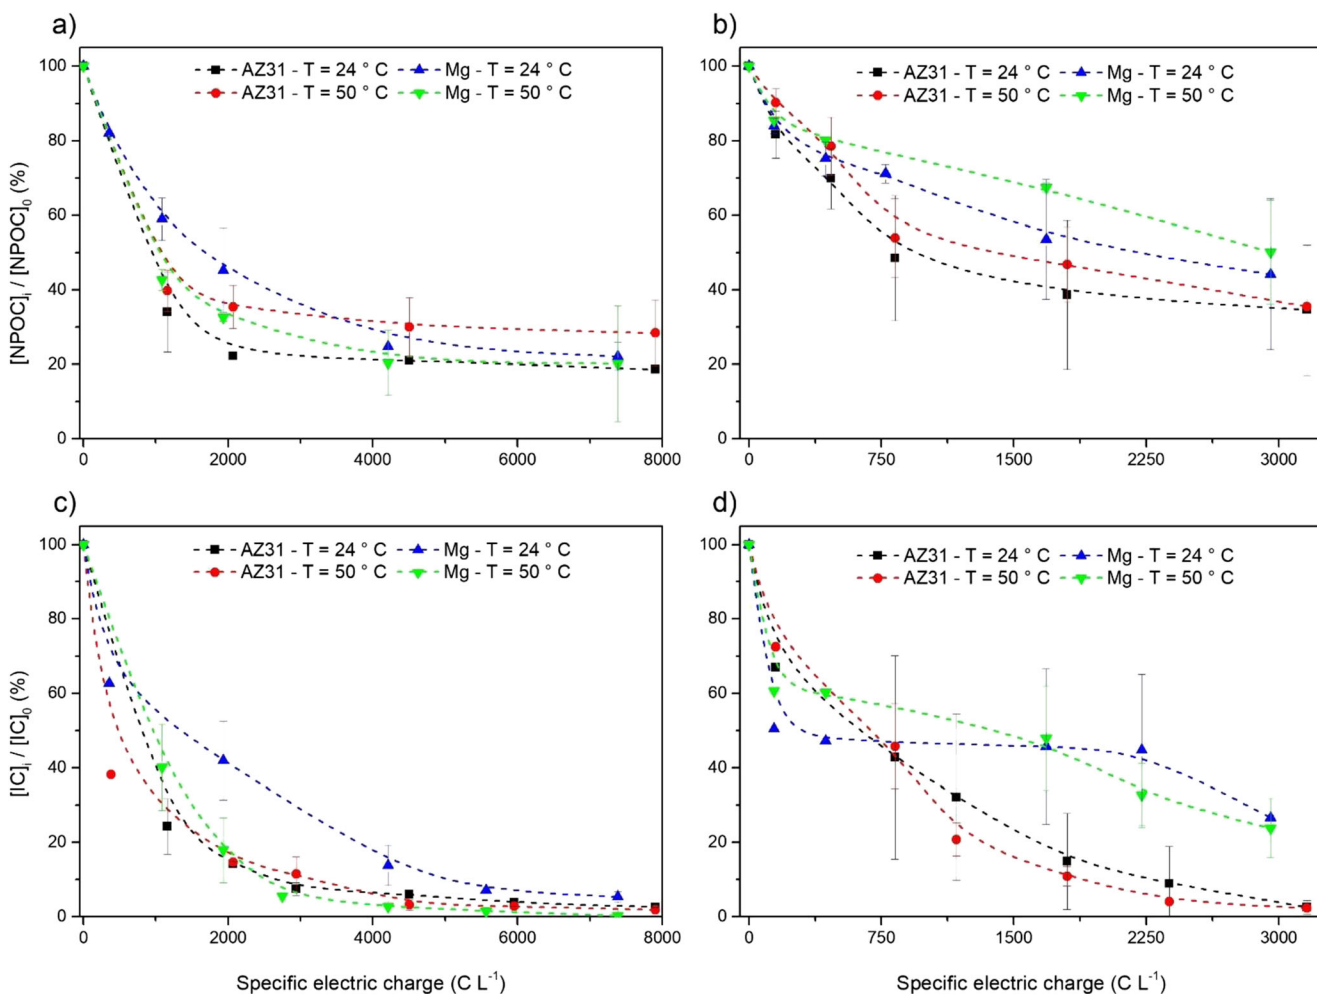 a)
AZ31 - T = 24 ° C
Mg - T = 24 ° C
AZ31 - T = 50 ° C
Mg - T = 50 ° C
[NPOC]i / [NPOC]0 (%)
100
80
60
40
20
0
0
2000
4000
6000
8000
b)
AZ31 - T = 24 ° C
Mg - T = 24 ° C
AZ31 - T = 50 ° C
Mg - T = 50 ° C
100
80
60
40
20
0
0
750
1500
2250
3000
c)
AZ31 - T = 24 ° C
Mg - T = 24 ° C
AZ31 - T = 50 ° C
Mg - T = 50 ° C
[IC]i / [IC]0 (%)
100
80
60
40
20
0
0
2000
4000
6000
8000
Specific electric charge (C L-1)
d)
AZ31 - T = 24 ° C
Mg - T = 24 ° C
AZ31 - T = 50 ° C
Mg - T = 50 ° C
100
80
60
40
20
0
0
750
1500
2250
3000
Specific electric charge (C L-1)